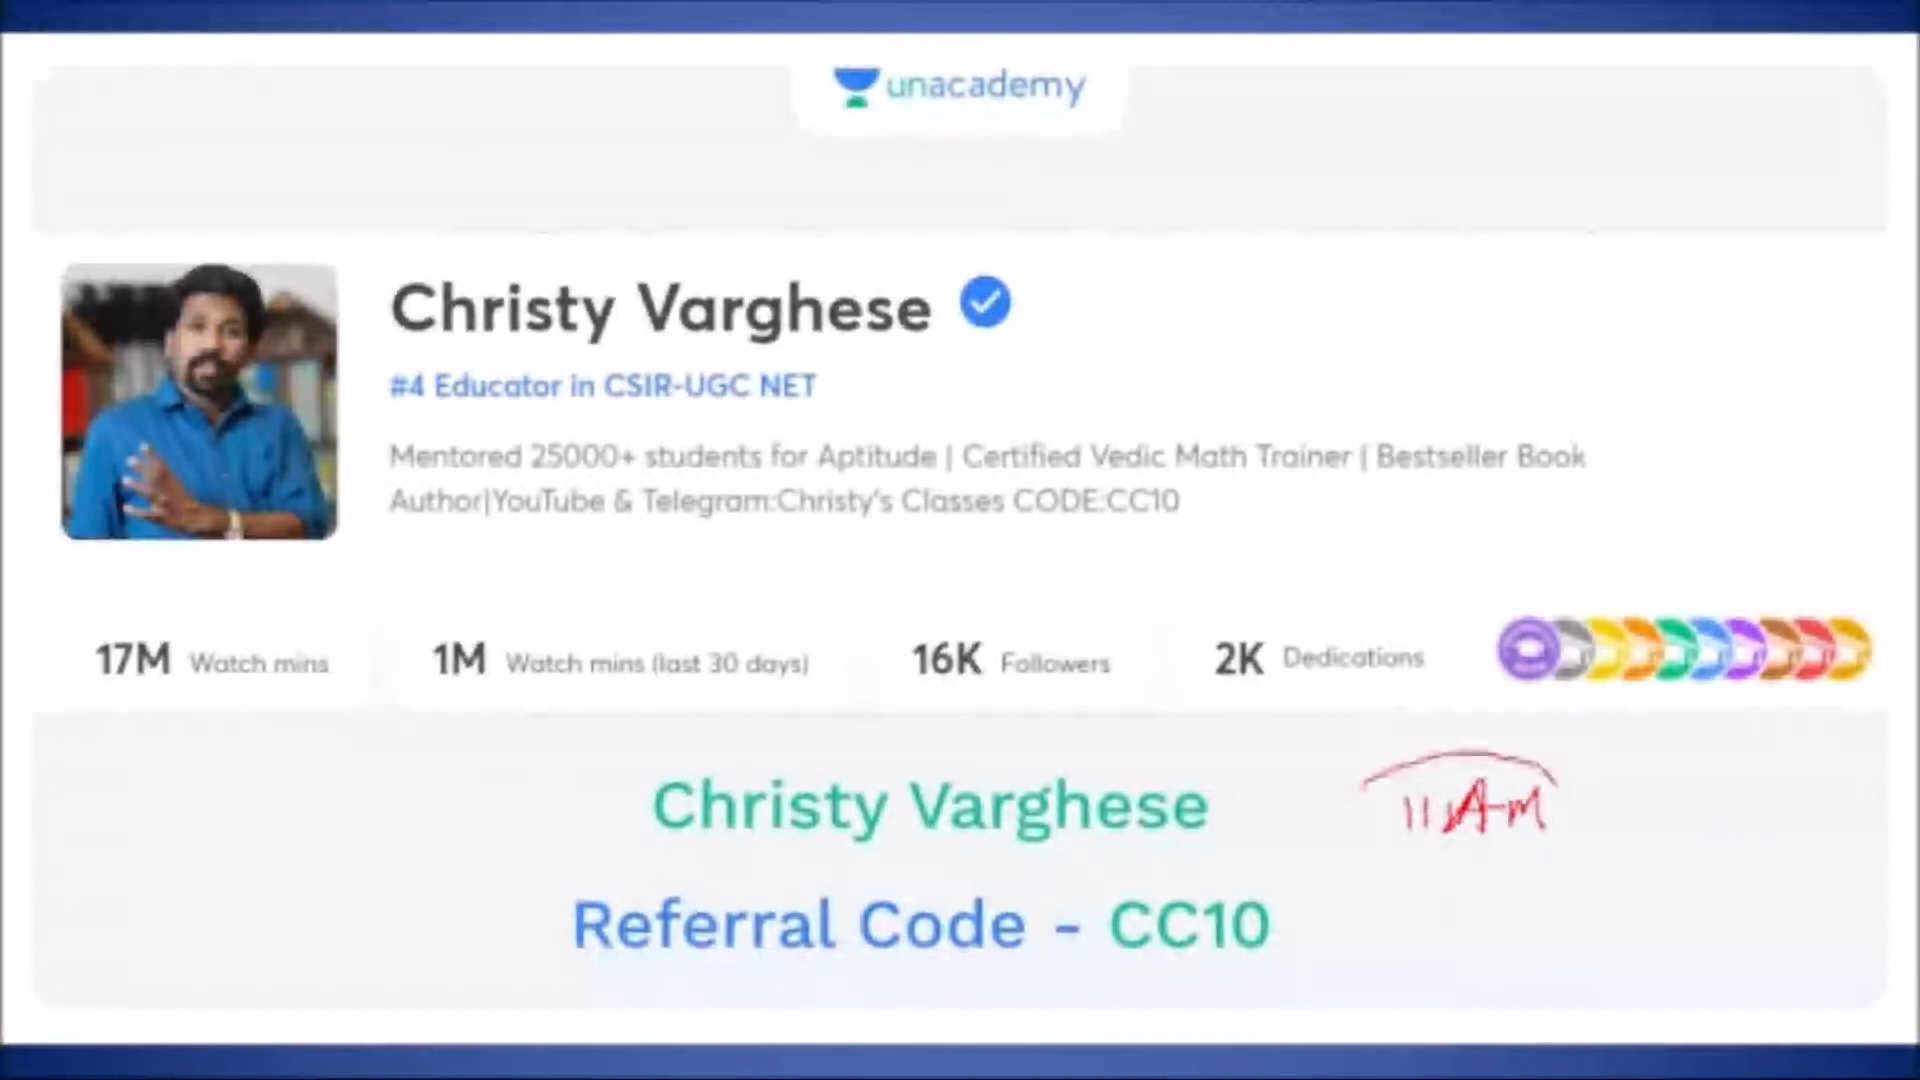 unacademy
Christy Varghese
#4 Educator in CSIR-UGC NET
Mentored 25000+ students for Aptitude | Certified Vedic Math Trainer | Bestseller Book
Author|YouTube & Telegram:Christy's Classes CODE:CC10
17M Watch mins 1M Watch mins (last 30 days) 16K Followers 2K Dedications
Christy Varghese 11AM
Referral Code - CC10